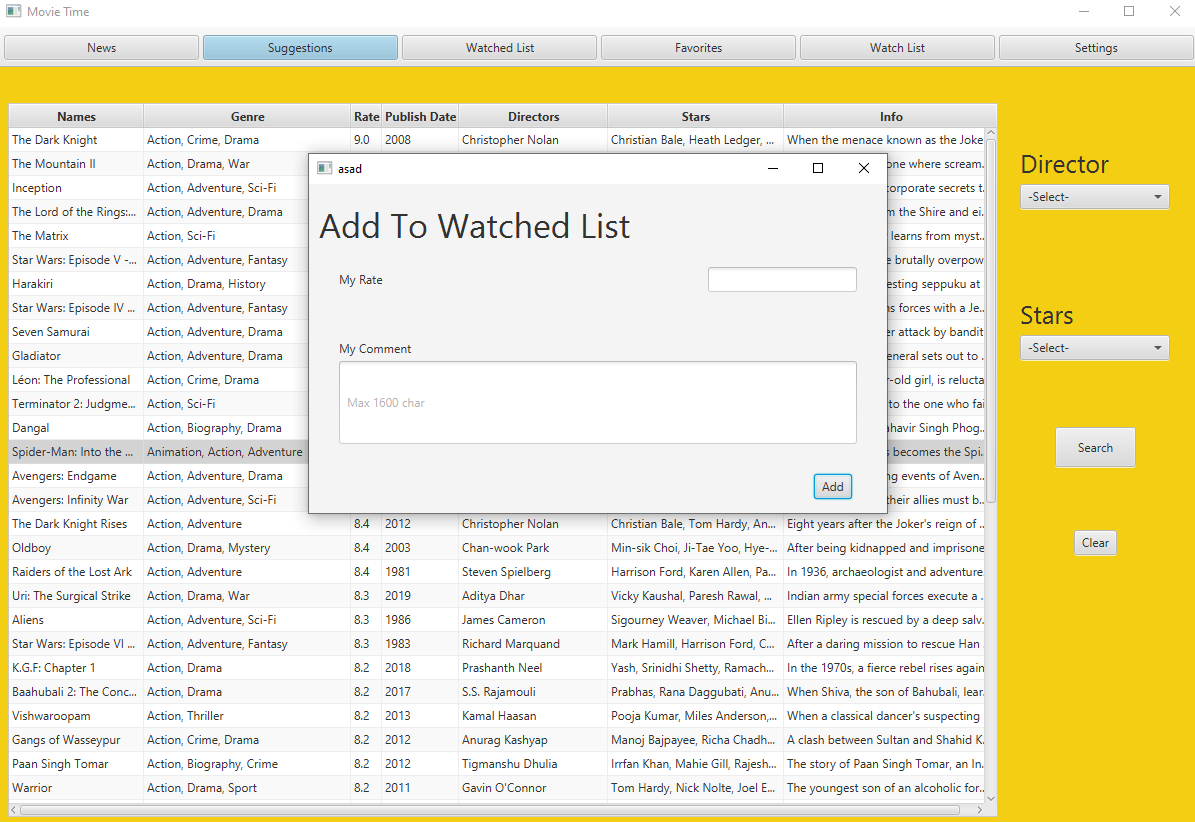 Movie Time
News Suggestions Watched List Favorites Watch List Settings
Names Genre Rate Publish Date Directors Stars Info
The Dark Knight Action, Crime, Drama 9.0 2008 Christopher Nolan Christian Bale, Heath Ledger, ... When the menace known as the Joke
The Mountain II Action, Drama, War one where scream...
Inception Action, Adventure, Sci-Fi corporate secrets t...
The Lord of the Rings:... Action, Adventure, Drama m the Shire and ei...
The Matrix Action, Sci-Fi learns from myst...
Star Wars: Episode V -... Action, Adventure, Fantasy e brutally overpow
Harakiri Action, Drama, History esting seppuku at
Star Wars: Episode IV ... Action, Adventure, Fantasy ns forces with a Je...
Seven Samurai Action, Adventure, Drama er attack by bandit
Gladiator Action, Adventure, Drama eneral sets out to ...
Léon: The Professional Action, Crime, Drama -old girl, is relucta
Terminator 2: Judgme... Action, Sci-Fi to the one who fai
Dangal Action, Biography, Drama ahavir Singh Phog...
Spider-Man: Into the ... Animation, Action, Adventure s becomes the Spi...
Avengers: Endgame Action, Adventure, Drama ng events of Aven...
Avengers: Infinity War Action, Adventure, Sci-Fi their allies must b...
The Dark Knight Rises Action, Adventure 8.4 2012 Christopher Nolan Christian Bale, Tom Hardy, An... Eight years after the Joker's reign of ...
Oldboy Action, Drama, Mystery 8.4 2003 Chan-wook Park Min-sik Choi, Ji-Tae Yoo, Hye-... After being kidnapped and imprisone
Raiders of the Lost Ark Action, Adventure 8.4 1981 Steven Spielberg Harrison Ford, Karen Allen, Pa... In 1936, archaeologist and adventure
Uri: The Surgical Strike Action, Drama, War 8.3 2019 Aditya Dhar Vicky Kaushal, Paresh Rawal, ... Indian army special forces execute a ...
Aliens Action, Adventure, Sci-Fi 8.3 1986 James Cameron Sigourney Weaver, Michael Bi... Ellen Ripley is rescued by a deep salv...
Star Wars: Episode VI ... Action, Adventure, Fantasy 8.3 1983 Richard Marquand Mark Hamill, Harrison Ford, C... After a daring mission to rescue Han
K.G.F: Chapter 1 Action, Drama 8.2 2018 Prashanth Neel Yash, Srinidhi Shetty, Ramach... In the 1970s, a fierce rebel rises again
Baahubali 2: The Conc... Action, Drama 8.2 2017 S.S. Rajamouli Prabhas, Rana Daggubati, Anu... When Shiva, the son of Bahubali, lear...
Vishwaroopam Action, Thriller 8.2 2013 Kamal Haasan Pooja Kumar, Miles Anderson,... When a classical dancer's suspecting
Gangs of Wasseypur Action, Crime, Drama 8.2 2012 Anurag Kashyap Manoj Bajpayee, Richa Chadh... A clash between Sultan and Shahid K...
Paan Singh Tomar Action, Biography, Crime 8.2 2012 Tigmanshu Dhulia Irrfan Khan, Mahie Gill, Rajesh... The story of Paan Singh Tomar, an In...
Warrior Action, Drama, Sport 8.2 2011 Gavin O'Connor Tom Hardy, Nick Nolte, Joel E... The youngest son of an alcoholic for...
asad
Add To Watched List
My Rate
My Comment
Max 1600 char
Add
Director
-Select-
Stars
-Select-
Search
Clear